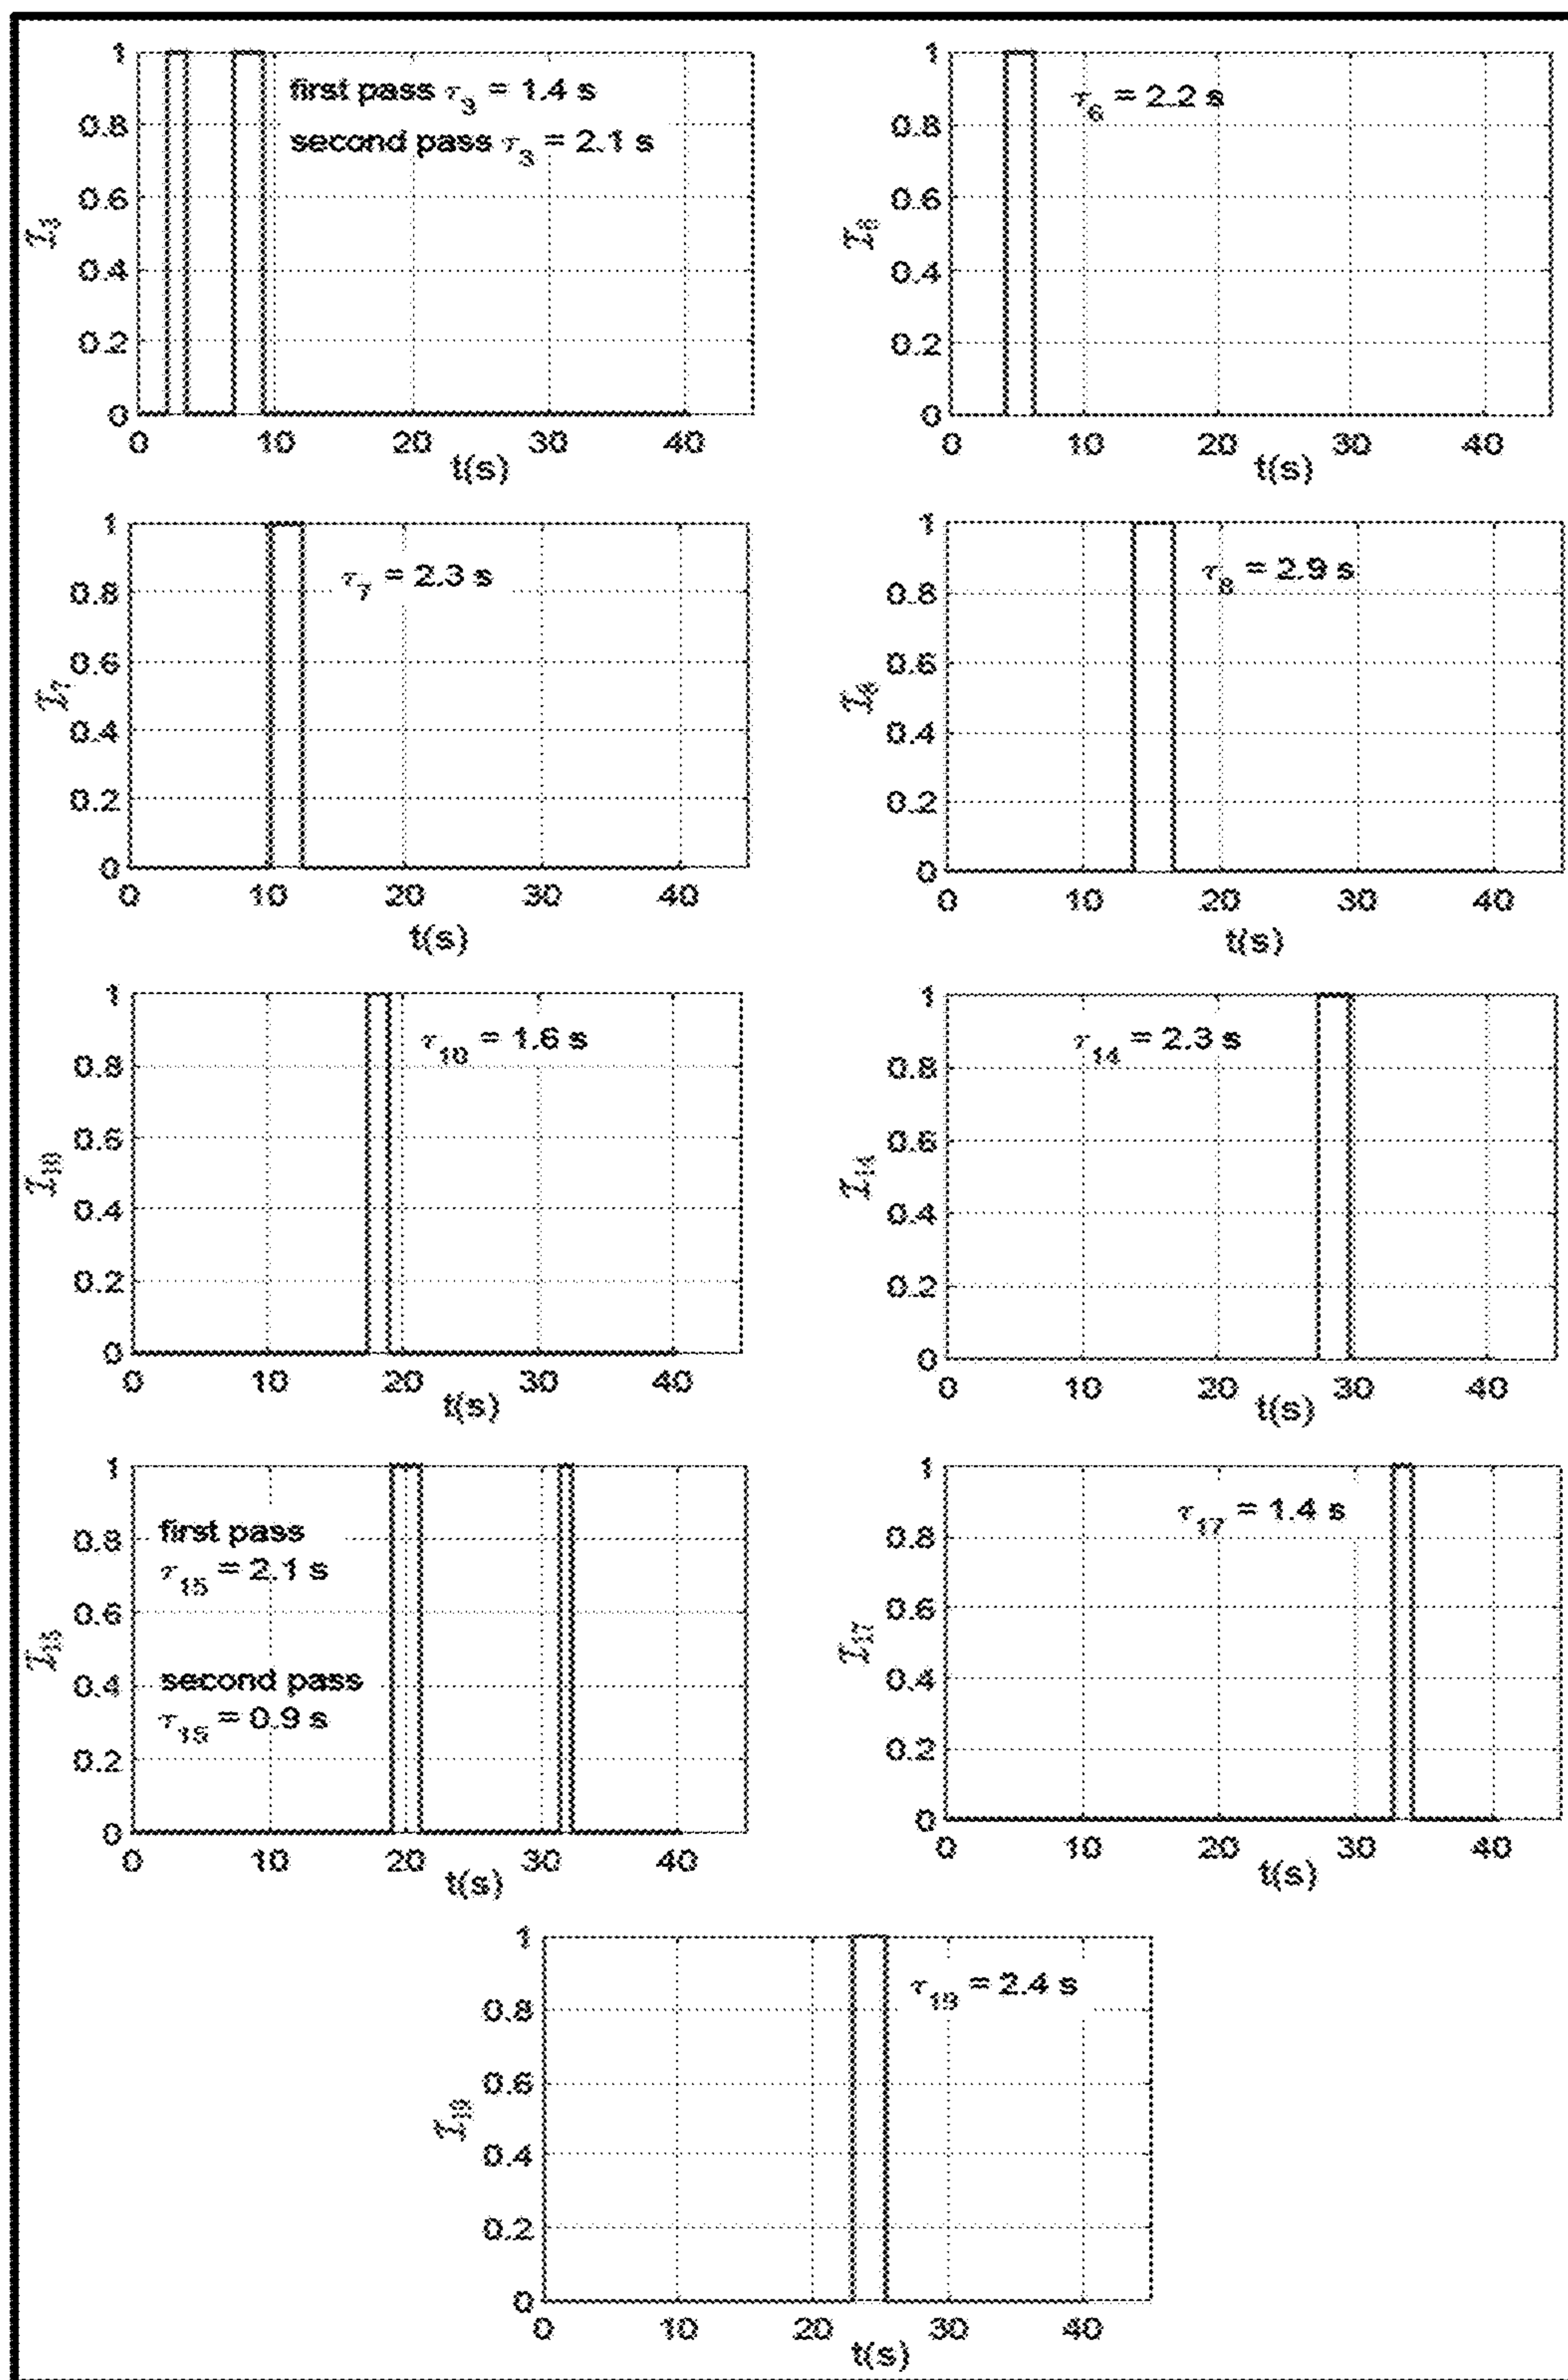 1
0.8
0.6
0.4
0.2
0
0 10 20 30 40
t(s)
I₃
first pass τ₃ = 1.4 s
second pass τ₃ = 2.1 s
1
0.8
0.6
0.4
0.2
0
0 10 20 30 40
t(s)
I₆
τ₆ = 2.2 s
1
0.8
0.6
0.4
0.2
0
0 10 20 30 40
t(s)
I₇
τ₇ = 2.3 s
1
0.8
0.6
0.4
0.2
0
0 10 20 30 40
t(s)
I₈
τ₈ = 2.9 s
1
0.8
0.6
0.4
0.2
0
0 10 20 30 40
t(s)
I₁₀
τ₁₀ = 1.6 s
1
0.8
0.6
0.4
0.2
0
0 10 20 30 40
t(s)
I₁₄
τ₁₄ = 2.3 s
1
0.8
0.6
0.4
0.2
0
0 10 20 30 40
t(s)
I₁₅
first pass
τ₁₅ = 2.1 s
second pass
τ₁₅ = 0.9 s
1
0.8
0.6
0.4
0.2
0
0 10 20 30 40
t(s)
I₁₇
τ₁₇ = 1.4 s
1
0.8
0.6
0.4
0.2
0
0 10 20 30 40
t(s)
I₁₉
τ₁₉ = 2.4 s